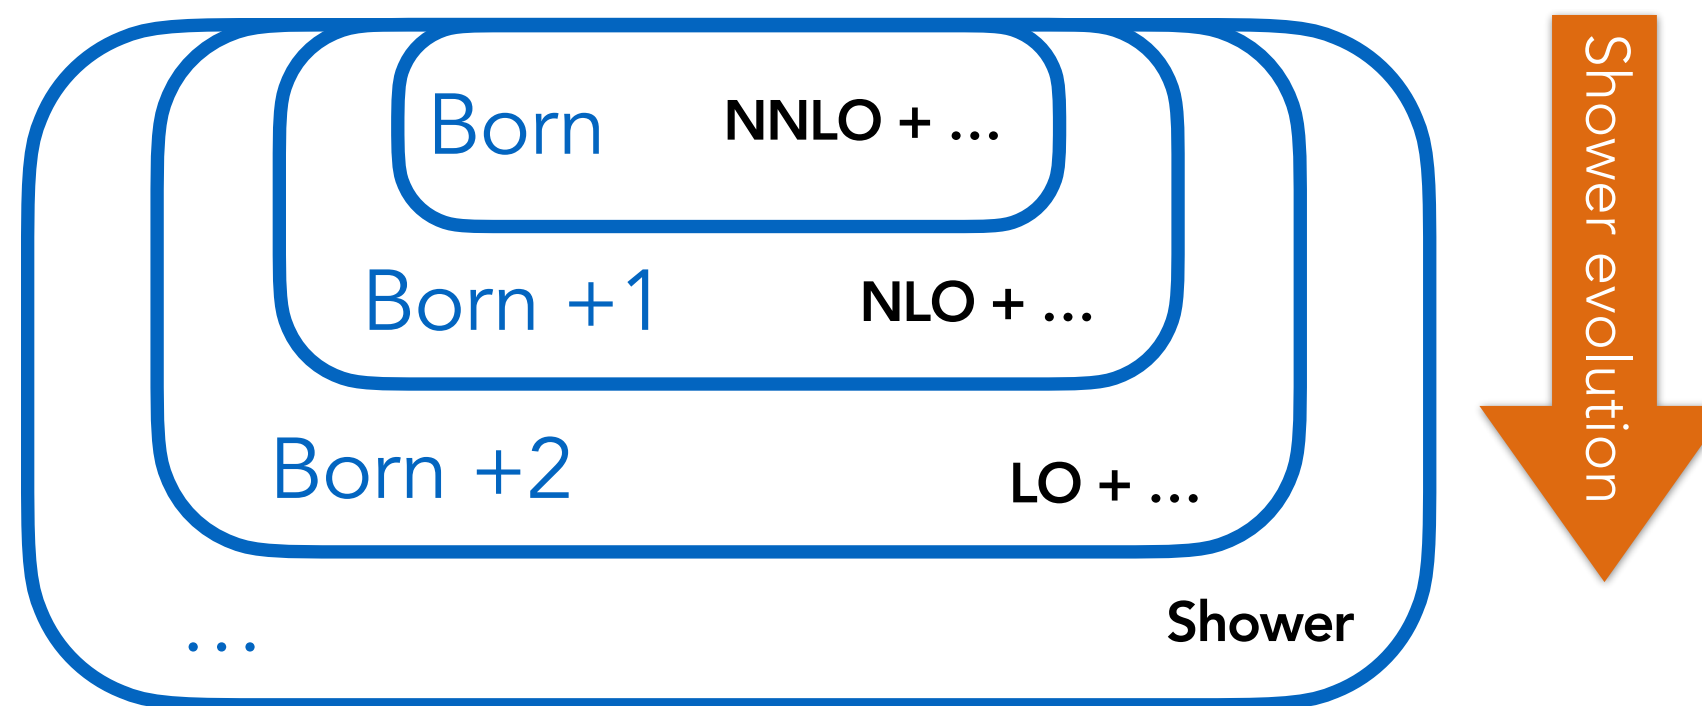 Born NNLO + ...
Born +1 NLO + ...
Born +2 LO + ...
... Shower
Shower evolution